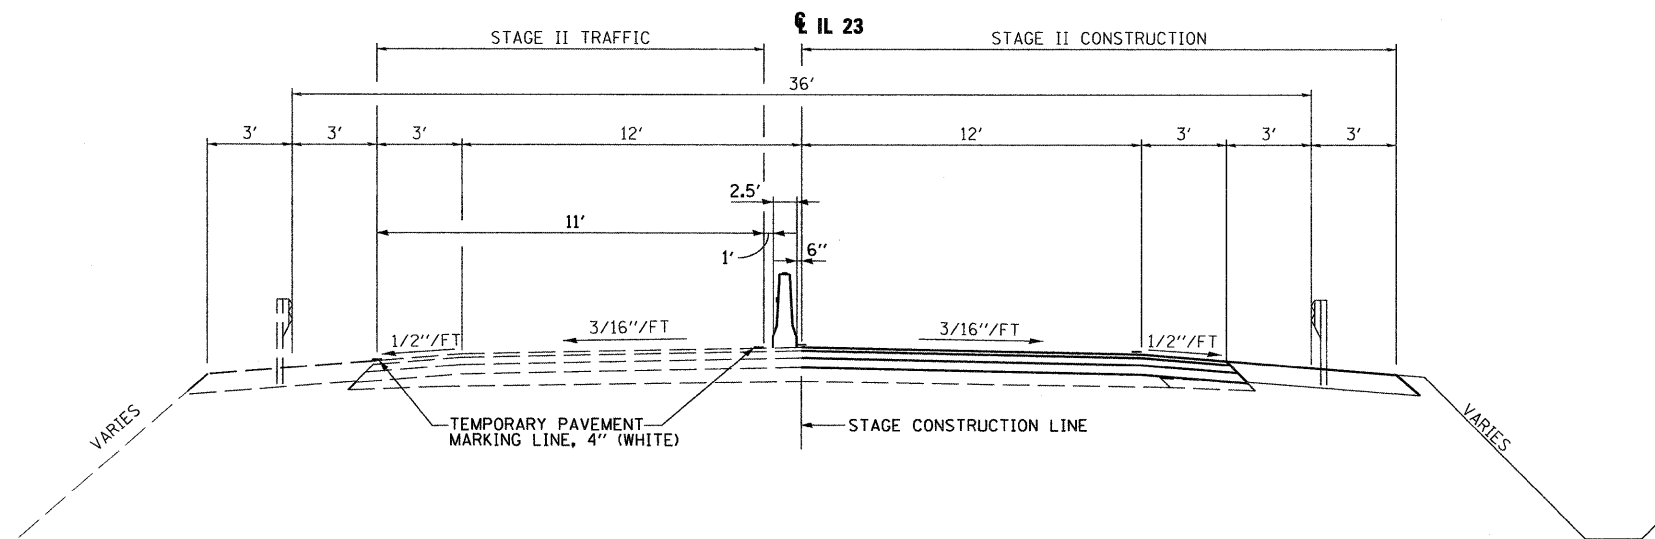 ℄ IL 23
STAGE II TRAFFIC
STAGE II CONSTRUCTION
36'
3'
3'
3'
12'
12'
3'
3'
3'
2.5'
11'
1'
6"
1/2"/FT
3/16"/FT
3/16"/FT
1/2"/FT
VARIES
TEMPORARY PAVEMENT
MARKING LINE, 4" (WHITE)
STAGE CONSTRUCTION LINE
VARIES